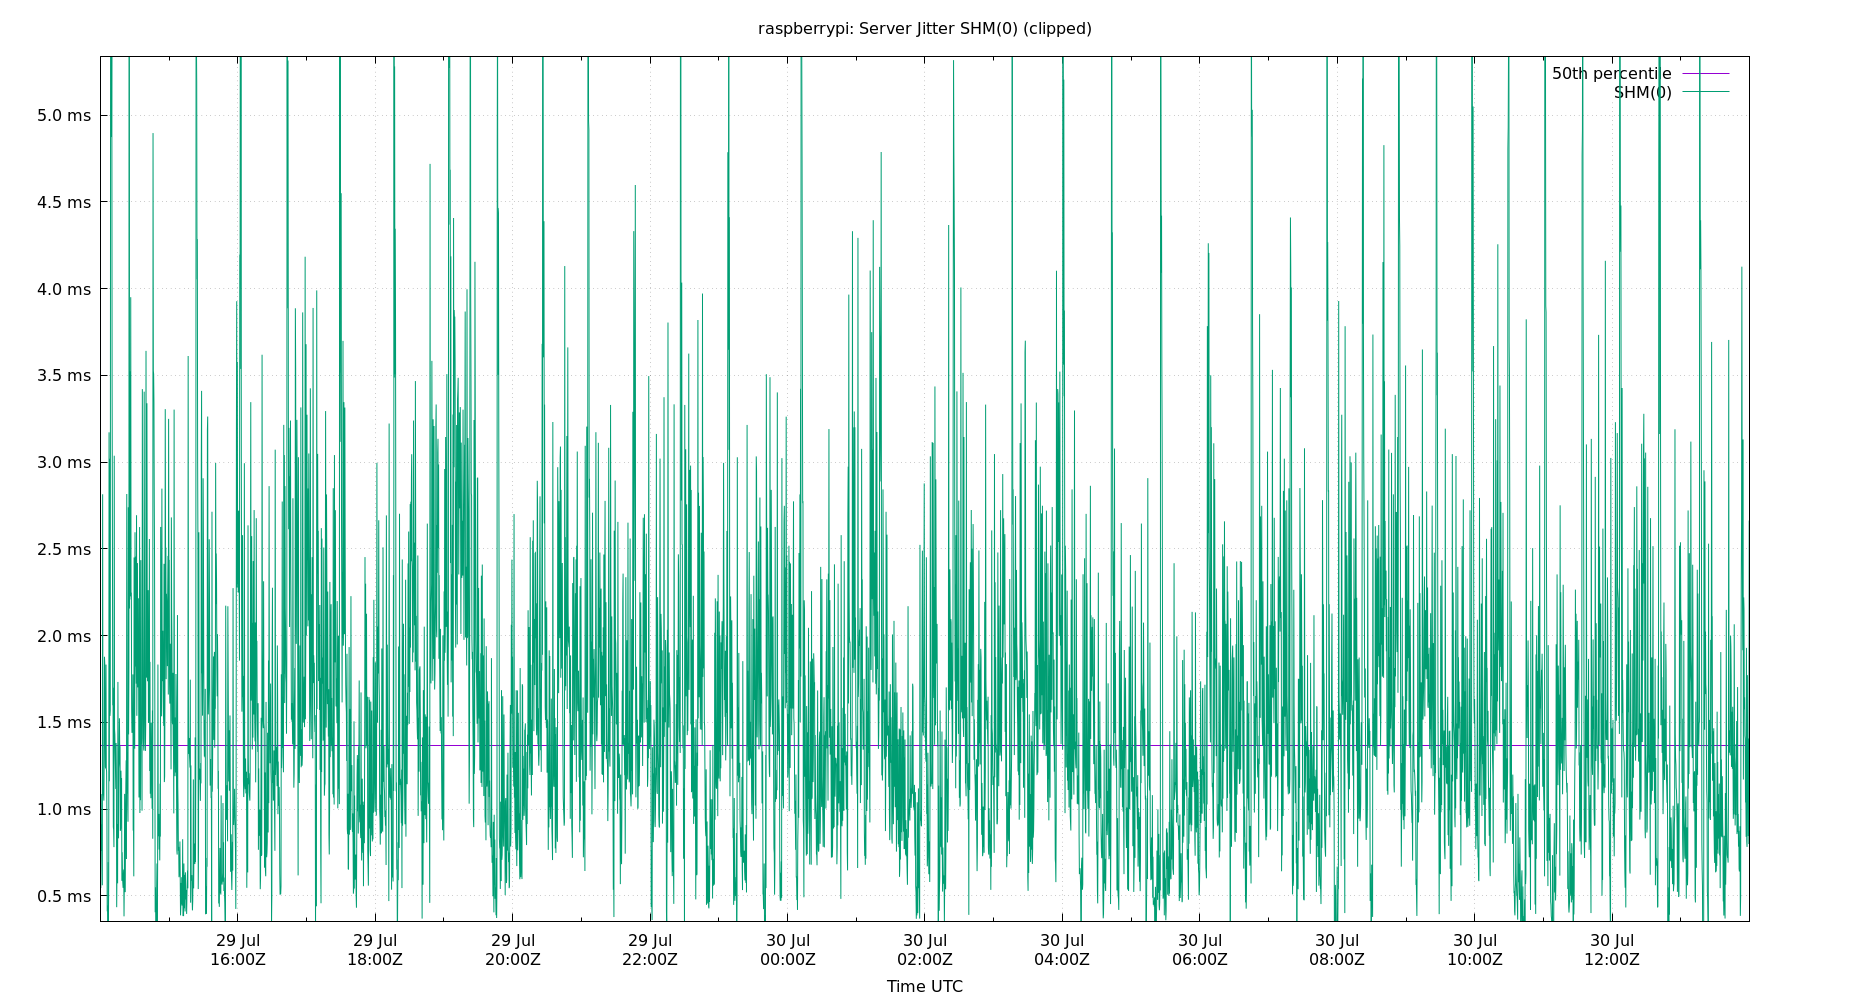 raspberrypi: Server Jitter SHM(0) (clipped)
50th percentile
SHM(0)
5.0 ms
4.5 ms
4.0 ms
3.5 ms
3.0 ms
2.5 ms
2.0 ms
1.5 ms
1.0 ms
0.5 ms
29 Jul 29 Jul 29 Jul 29 Jul 30 Jul 30 Jul 30 Jul 30 Jul 30 Jul 30 Jul 30 Jul
16:00Z 18:00Z 20:00Z 22:00Z 00:00Z 02:00Z 04:00Z 06:00Z 08:00Z 10:00Z 12:00Z
Time UTC